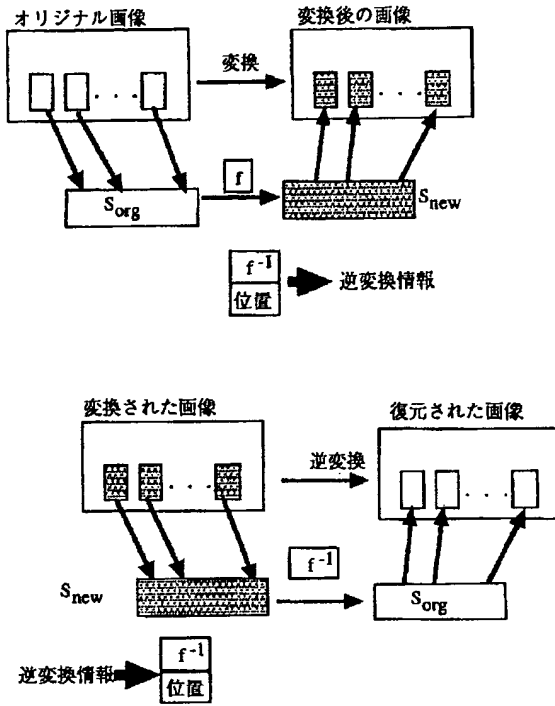 オリジナル画像
変換後の画像
. . .
変換
. . .
f
S_org
S_new
f⁻¹
位置
逆変換情報
変換された画像
復元された画像
. . .
逆変換
. . .
f⁻¹
S_new
S_org
逆変換情報
f⁻¹
位置